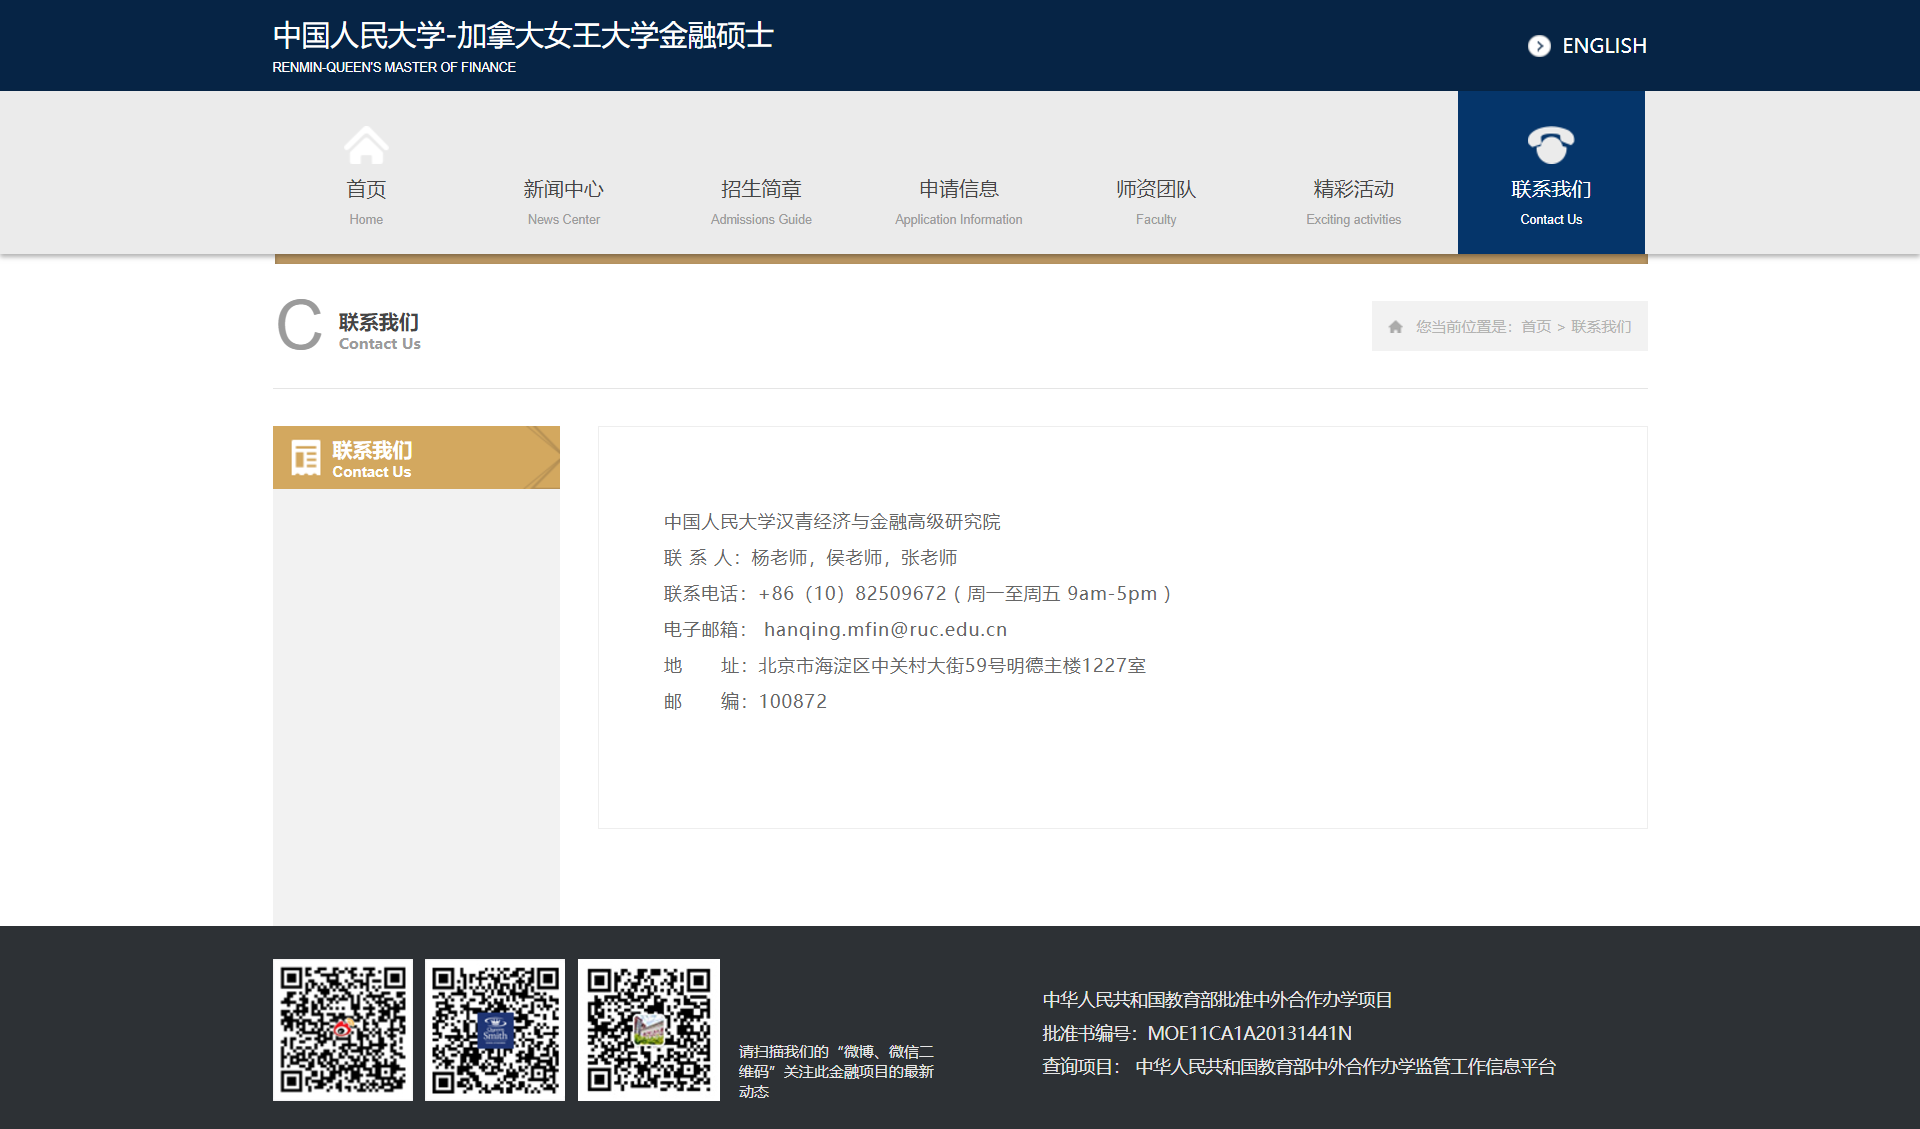 中国人民大学-加拿大女王大学金融硕士
RENMIN-QUEEN'S MASTER OF FINANCE
ENGLISH
首页
Home
新闻中心
News Center
招生简章
Admissions Guide
申请信息
Application Information
师资团队
Faculty
精彩活动
Exciting activities
联系我们
Contact Us
C
联系我们
Contact Us
您当前位置是：首页 > 联系我们
联系我们
Contact Us
中国人民大学汉青经济与金融高级研究院
联 系 人：杨老师，侯老师，张老师
联系电话：+86（10）82509672 ( 周一至周五 9am-5pm )
电子邮箱： hanqing.mfin@ruc.edu.cn
地　　址：北京市海淀区中关村大街59号明德主楼1227室
邮　　编：100872
Smith
请扫描我们的“微博、微信二
维码”关注此金融项目的最新
动态
中华人民共和国教育部批准中外合作办学项目
批准书编号：MOE11CA1A20131441N
查询项目： 中华人民共和国教育部中外合作办学监管工作信息平台